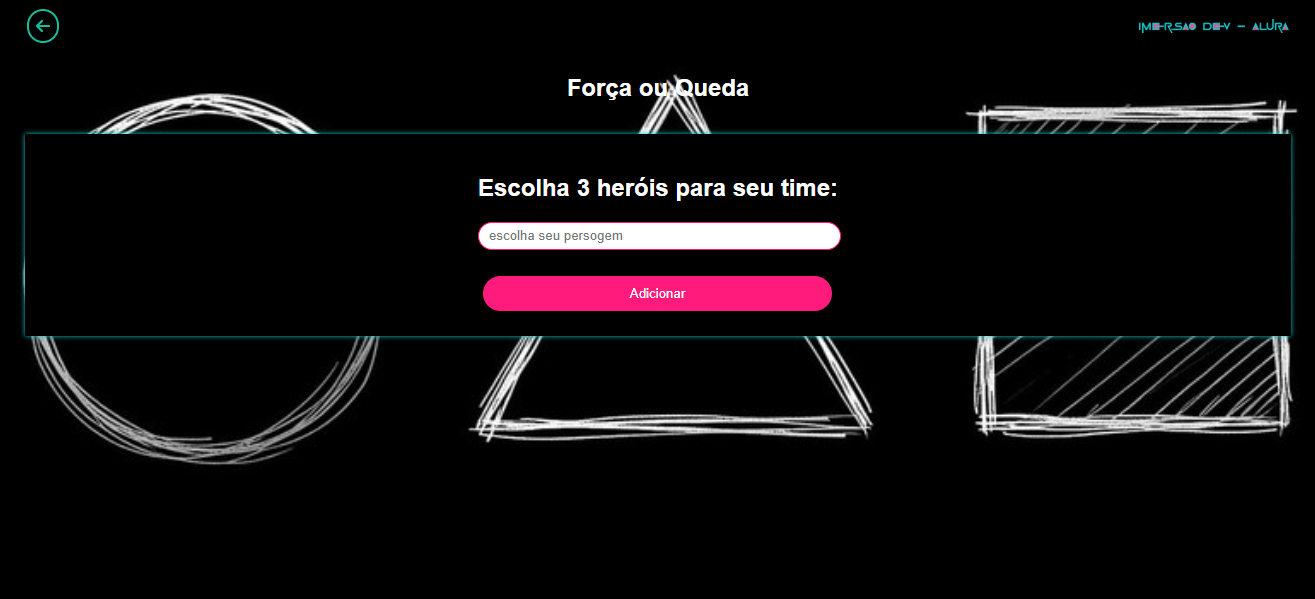 IMERSAO DEV - ALURA
Força ou Queda
Escolha 3 heróis para seu time:
escolha seu persogem
Adicionar